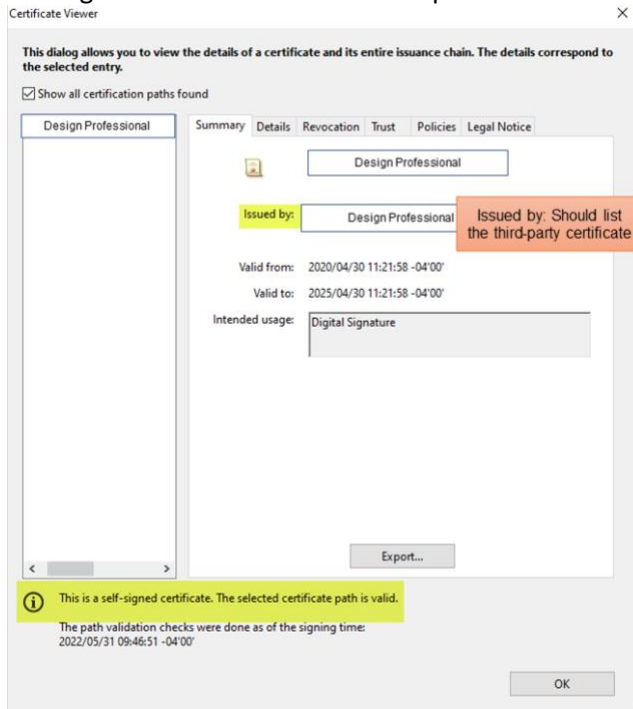 Certificate Viewer
This dialog allows you to view the details of a certificate and its entire issuance chain. The details correspond to
the selected entry.
Show all certification paths found
Design Professional
Summary Details Revocation Trust Policies Legal Notice
Design Professional
Issued by: Design Professional
Issued by: Should list
the third-party certificate
Valid from: 2020/04/30 11:21:58 -04'00'
Valid to: 2025/04/30 11:21:58 -04'00'
Intended usage: Digital Signature
Export...
This is a self-signed certificate. The selected certificate path is valid.
The path validation checks were done as of the signing time:
2022/05/31 09:46:51 -04'00'
OK